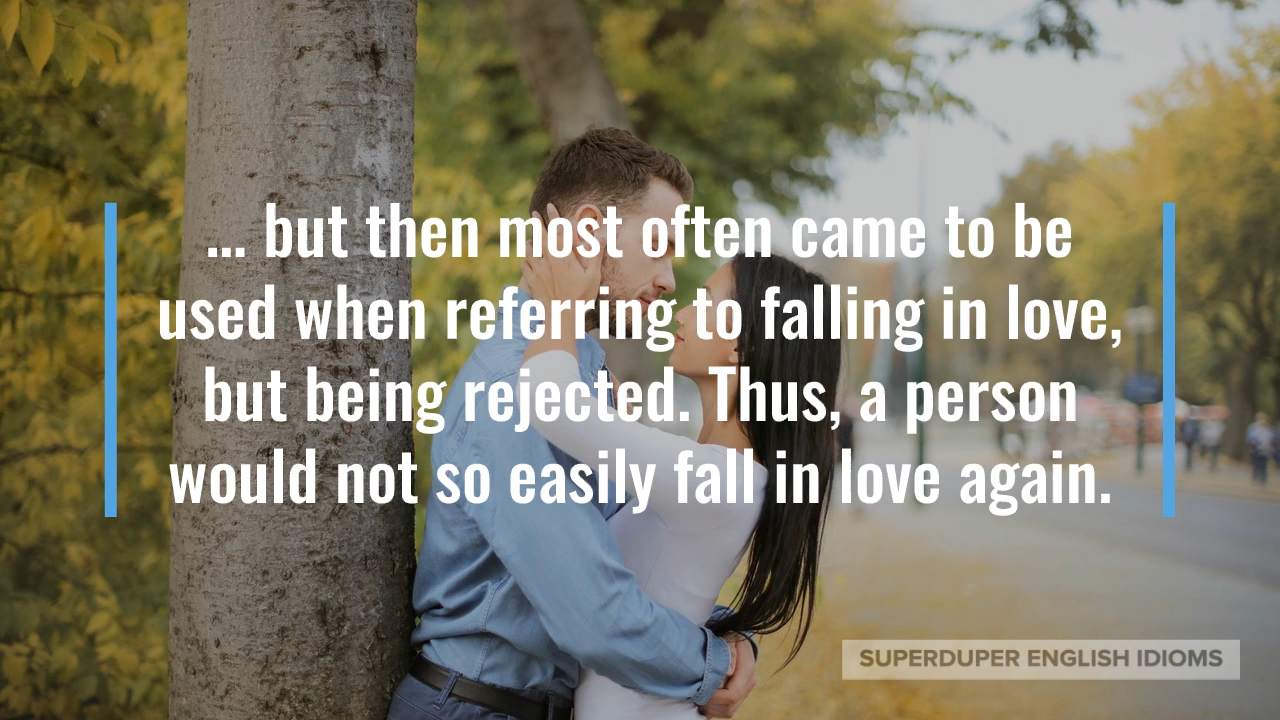 ... but then most often came to be
used when referring to falling in love,
but being rejected. Thus, a person
would not so easily fall in love again.
SUPERDUPER ENGLISH IDIOMS